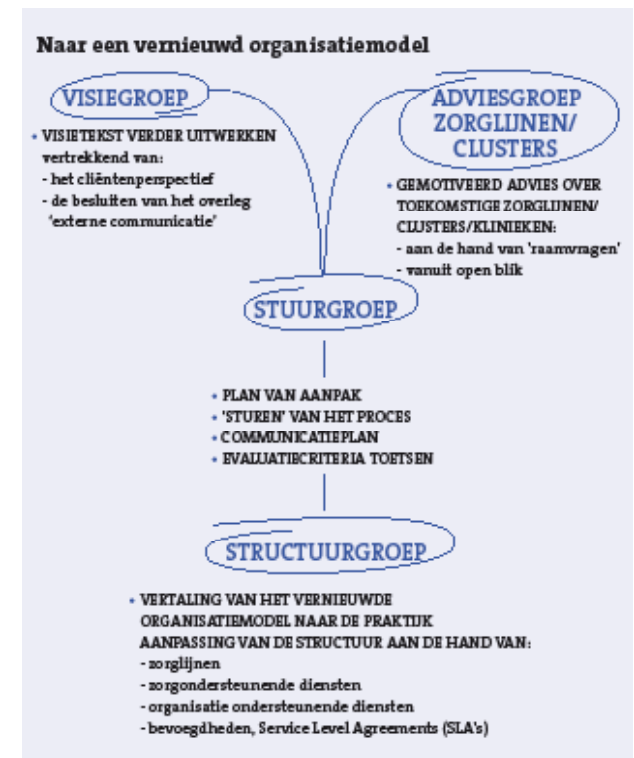 Naar een vernieuwd organisatiemodel
VISIEGROEP
• VISIETEKST VERDER UITWERKEN
vertrekkend van:
- het cliëntenperspectief
- de besluiten van het overleg
'externe communicatie'
ADVIESGROEP
ZORGLIJNEN/
CLUSTERS
• GEMOTIVEERD ADVIES OVER
TOEKOMSTIGE ZORGLIJNEN/
CLUSTERS/KLINIEKEN:
- aan de hand van 'raamvragen'
- vanuit open blik
STUURGROEP
• PLAN VAN AANPAK
• 'STUREN' VAN HET PROCES
• COMMUNICATIEPLAN
• EVALUATIECRITERIA TOETSEN
STRUCTUURGROEP
• VERTALING VAN HET VERNIEUWDE
ORGANISATIEMODEL NAAR DE PRAKTIJK
AANPASSING VAN DE STRUCTUUR AAN DE HAND VAN:
- zorglijnen
- zorgondersteunende diensten
- organisatie ondersteunende diensten
- bevoegdheden, Service Level Agreements (SLA's)